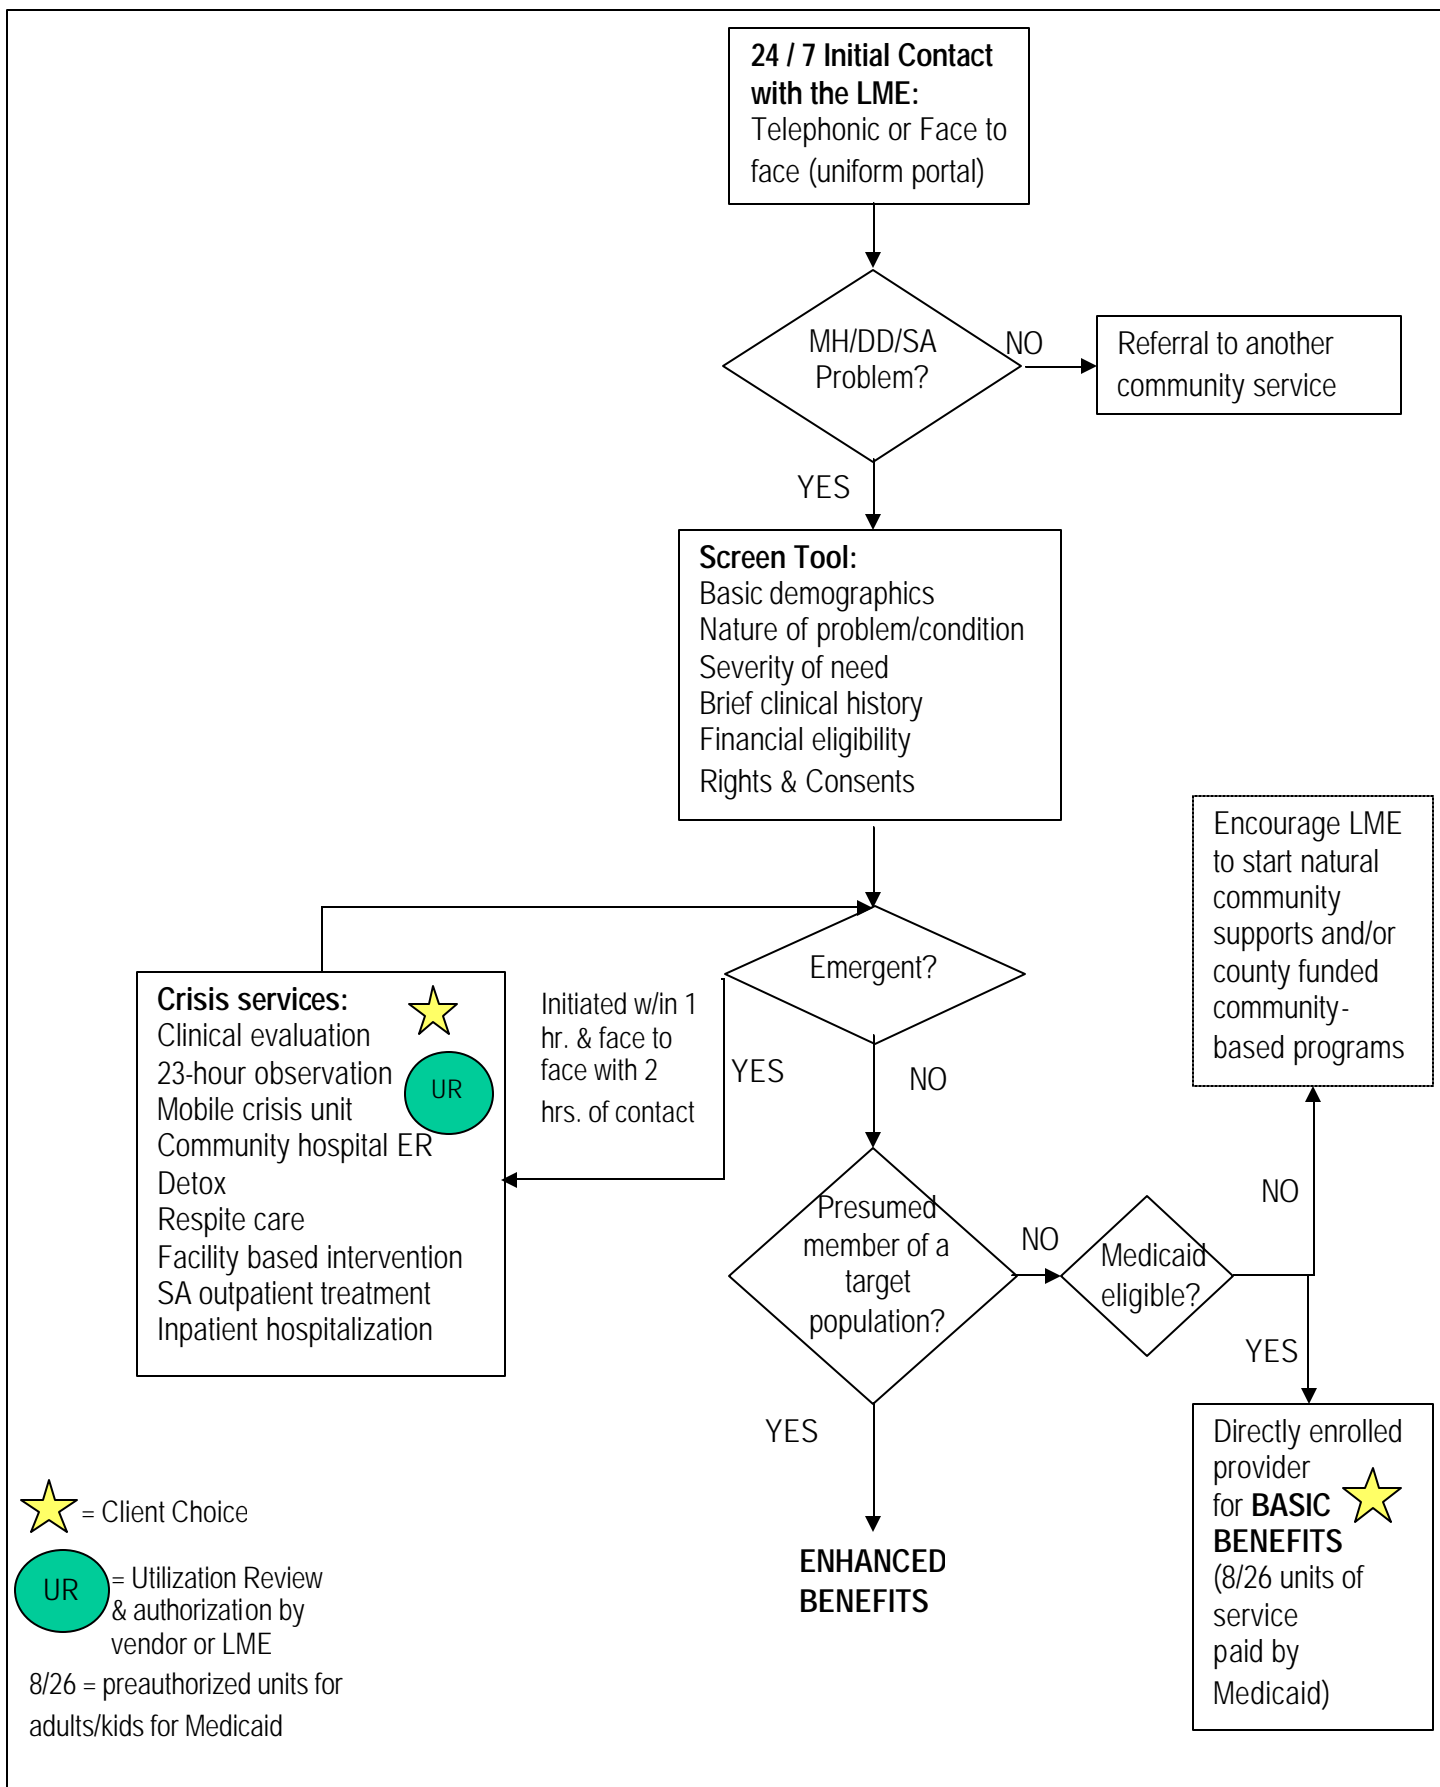 24 / 7 Initial Contact
with the LME:
Telephonic or Face to
face (uniform portal)
MH/DD/SA
Problem?
NO
Referral to another
community service
YES
Screen Tool:
Basic demographics
Nature of problem/condition
Severity of need
Brief clinical history
Financial eligibility
Rights & Consents
Encourage LME
to start natural
community
supports and/or
county funded
community-
based programs
Emergent?
Crisis services:
Clinical evaluation
23-hour observation
Mobile crisis unit
Community hospital ER
Detox
Respite care
Facility based intervention
SA outpatient treatment
Inpatient hospitalization
UR
Initiated w/in 1
hr. & face to
face with 2
hrs. of contact
YES
NO
Presumed
member of a
target
population?
NO
Medicaid
eligible?
NO
YES
YES
Directly enrolled
provider
for BASIC
BENEFITS
(8/26 units of
service
paid by
Medicaid)
ENHANCED
BENEFITS
= Client Choice
UR
= Utilization Review
& authorization by
vendor or LME
8/26 = preauthorized units for
adults/kids for Medicaid